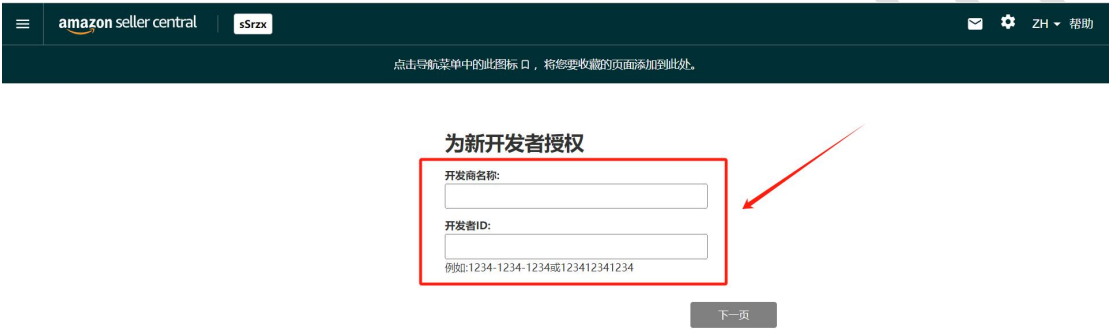 amazon seller central
sSrzx
ZH
帮助
点击导航菜单中的此图标 口 ，将您要收藏的页面添加到此处。
为新开发者授权
开发商名称:
开发者ID:
例如:1234-1234-1234或123412341234
下一页